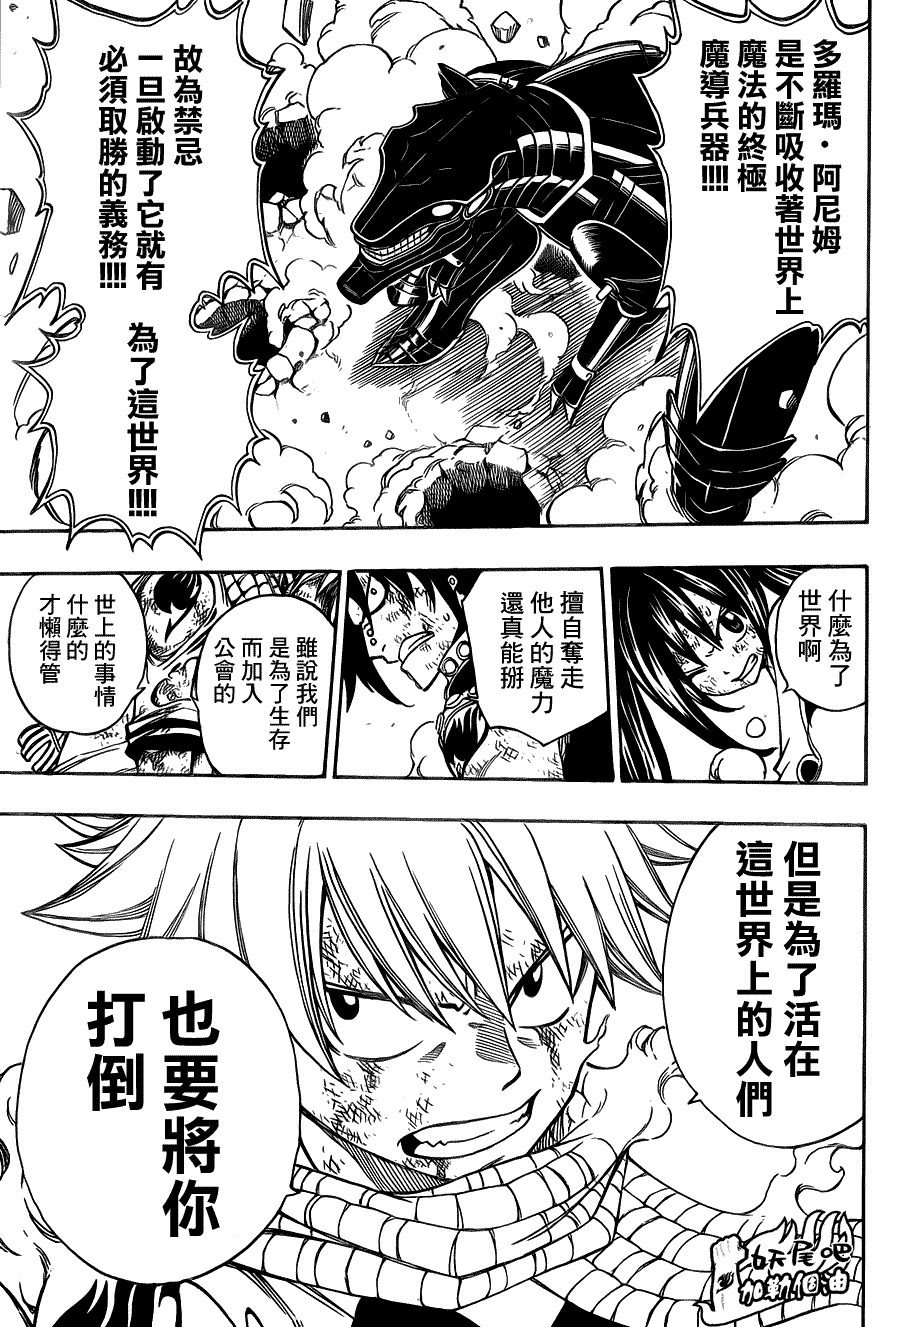 多羅瑪・阿尼姆
是不斷吸收著世界上
魔法的終極
魔導兵器!!!!
故為禁忌
一旦啟動了它就有
必須取勝的義務!!!!
為了這世界!!!!
什麼為了
世界啊
擅自奪走
他人的魔力
還真能掰
雖說我們
是為了生存
而加入
公會的
世上的事情
什麼的
才懶得管
但是為了活在
這世界上的人們
也要將你
打倒
妖尾吧
加勒個油